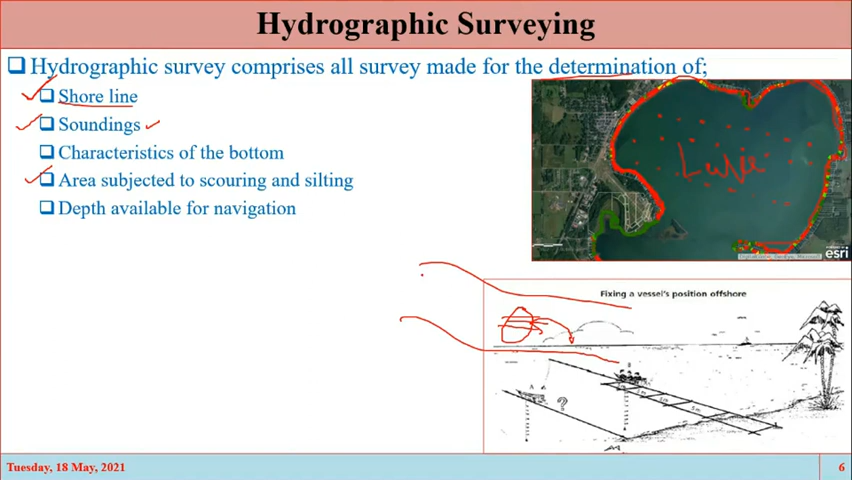 Hydrographic Surveying
Hydrographic survey comprises all survey made for the determination of;
Shore line
Soundings
Characteristics of the bottom
Area subjected to scouring and silting
Depth available for navigation
esri
Fixing a vessel's position offshore
A A
B
?
5m
Tuesday, 18 May, 2021
6